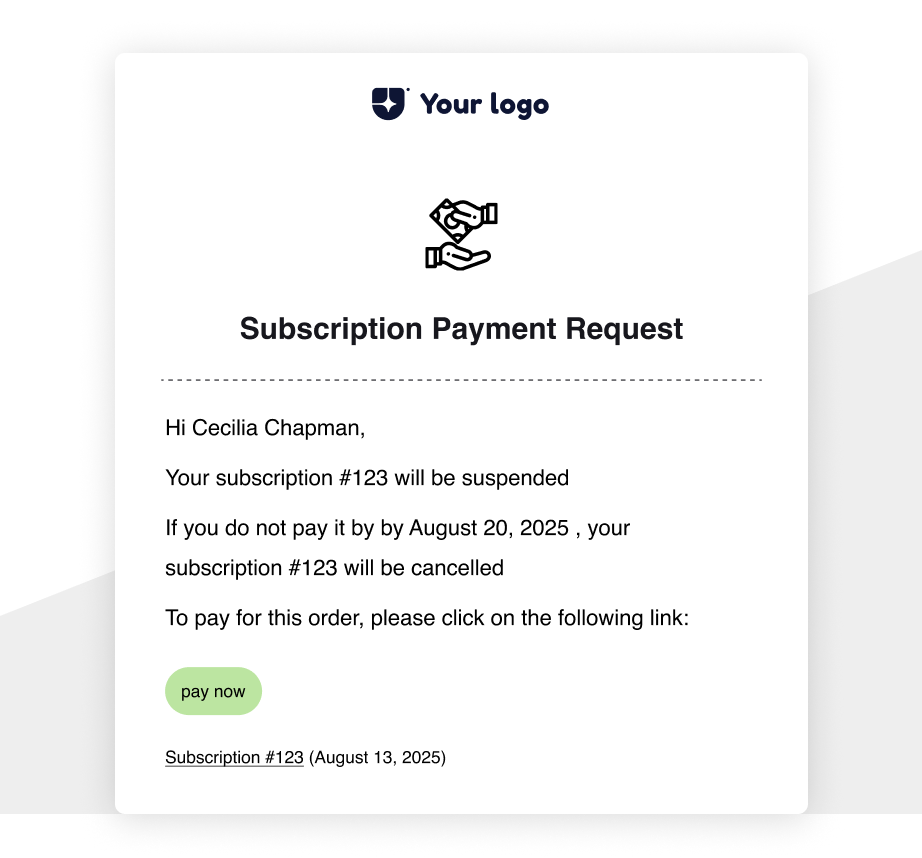 Your logo
Subscription Payment Request
Hi Cecilia Chapman,
Your subscription #123 will be suspended
If you do not pay it by by August 20, 2025 , your
subscription #123 will be cancelled
To pay for this order, please click on the following link:
pay now
Subscription #123 (August 13, 2025)